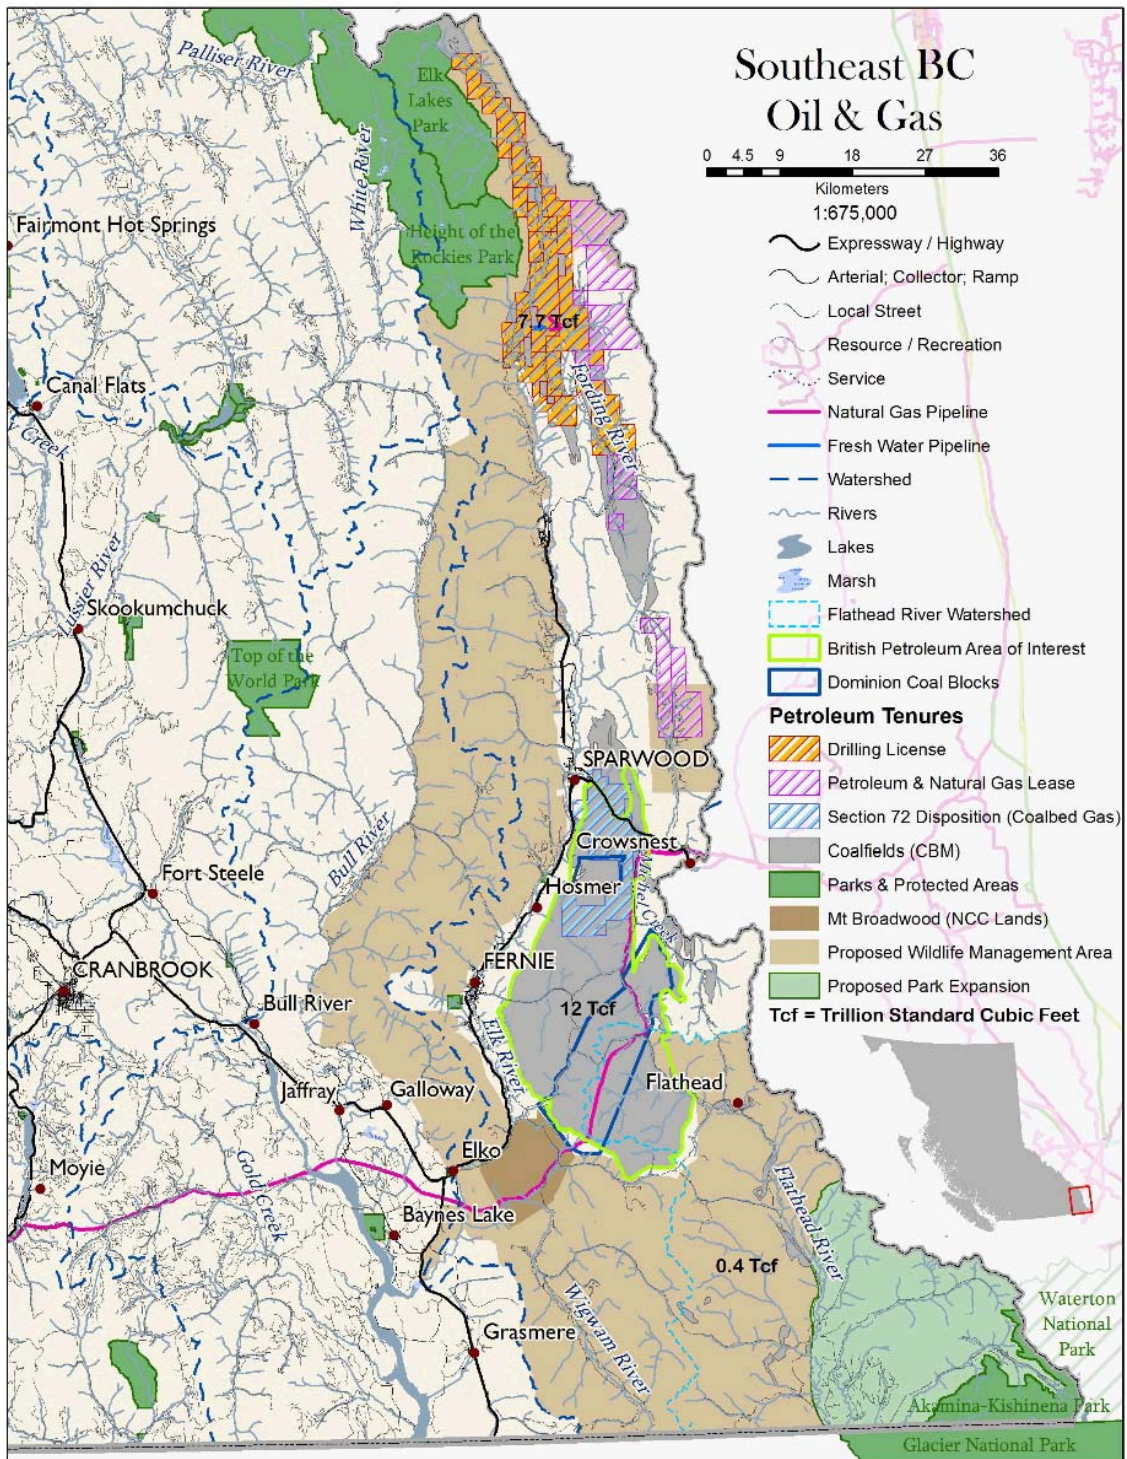 Southeast BC
Oil & Gas
0 4.5 9 18 27 36
Kilometers
1:675,000
Expressway / Highway
Arterial; Collector; Ramp
Local Street
Resource / Recreation
Service
Natural Gas Pipeline
Fresh Water Pipeline
Watershed
Rivers
Lakes
Marsh
Flathead River Watershed
British Petroleum Area of Interest
Dominion Coal Blocks
Petroleum Tenures
Drilling License
Petroleum & Natural Gas Lease
Section 72 Disposition (Coalbed Gas)
Coalfields (CBM)
Parks & Protected Areas
Mt Broadwood (NCC Lands)
Proposed Wildlife Management Area
Proposed Park Expansion
Tcf = Trillion Standard Cubic Feet
Palliser River
Elk
Lakes
Park
White River
Fairmont Hot Springs
Height of the
Rockies Park
7.7 Tcf
Canal Flats
Creek
Fording River
Lussier River
Skookumchuck
Top of the
World Park
SPARWOOD
Crowsnest
Bull River
Michel Creek
Fort Steele
Hosmer
CRANBROOK
FERNIE
Bull River
12 Tcf
Elk River
Jaffray
Galloway
Flathead
Elko
Moyie
Gold Creek
Baynes Lake
Flathead River
0.4 Tcf
Wigwam River
Grasmere
Waterton
National
Park
Akamina-Kishinena Park
Glacier National Park